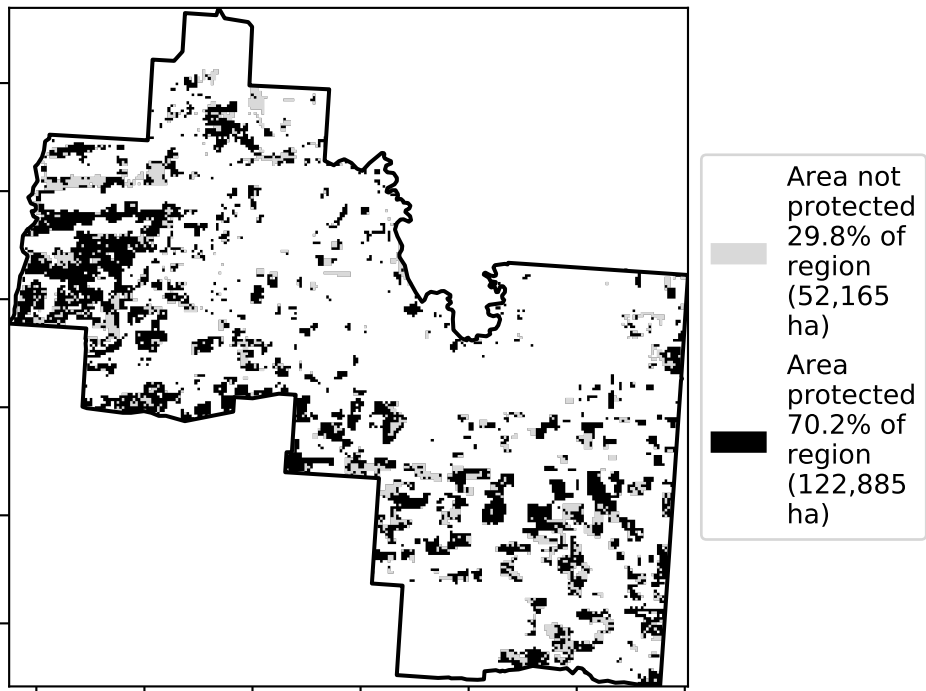 Area not
protected
29.8% of
region
(52,165
ha)
Area
protected
70.2% of
region
(122,885
ha)